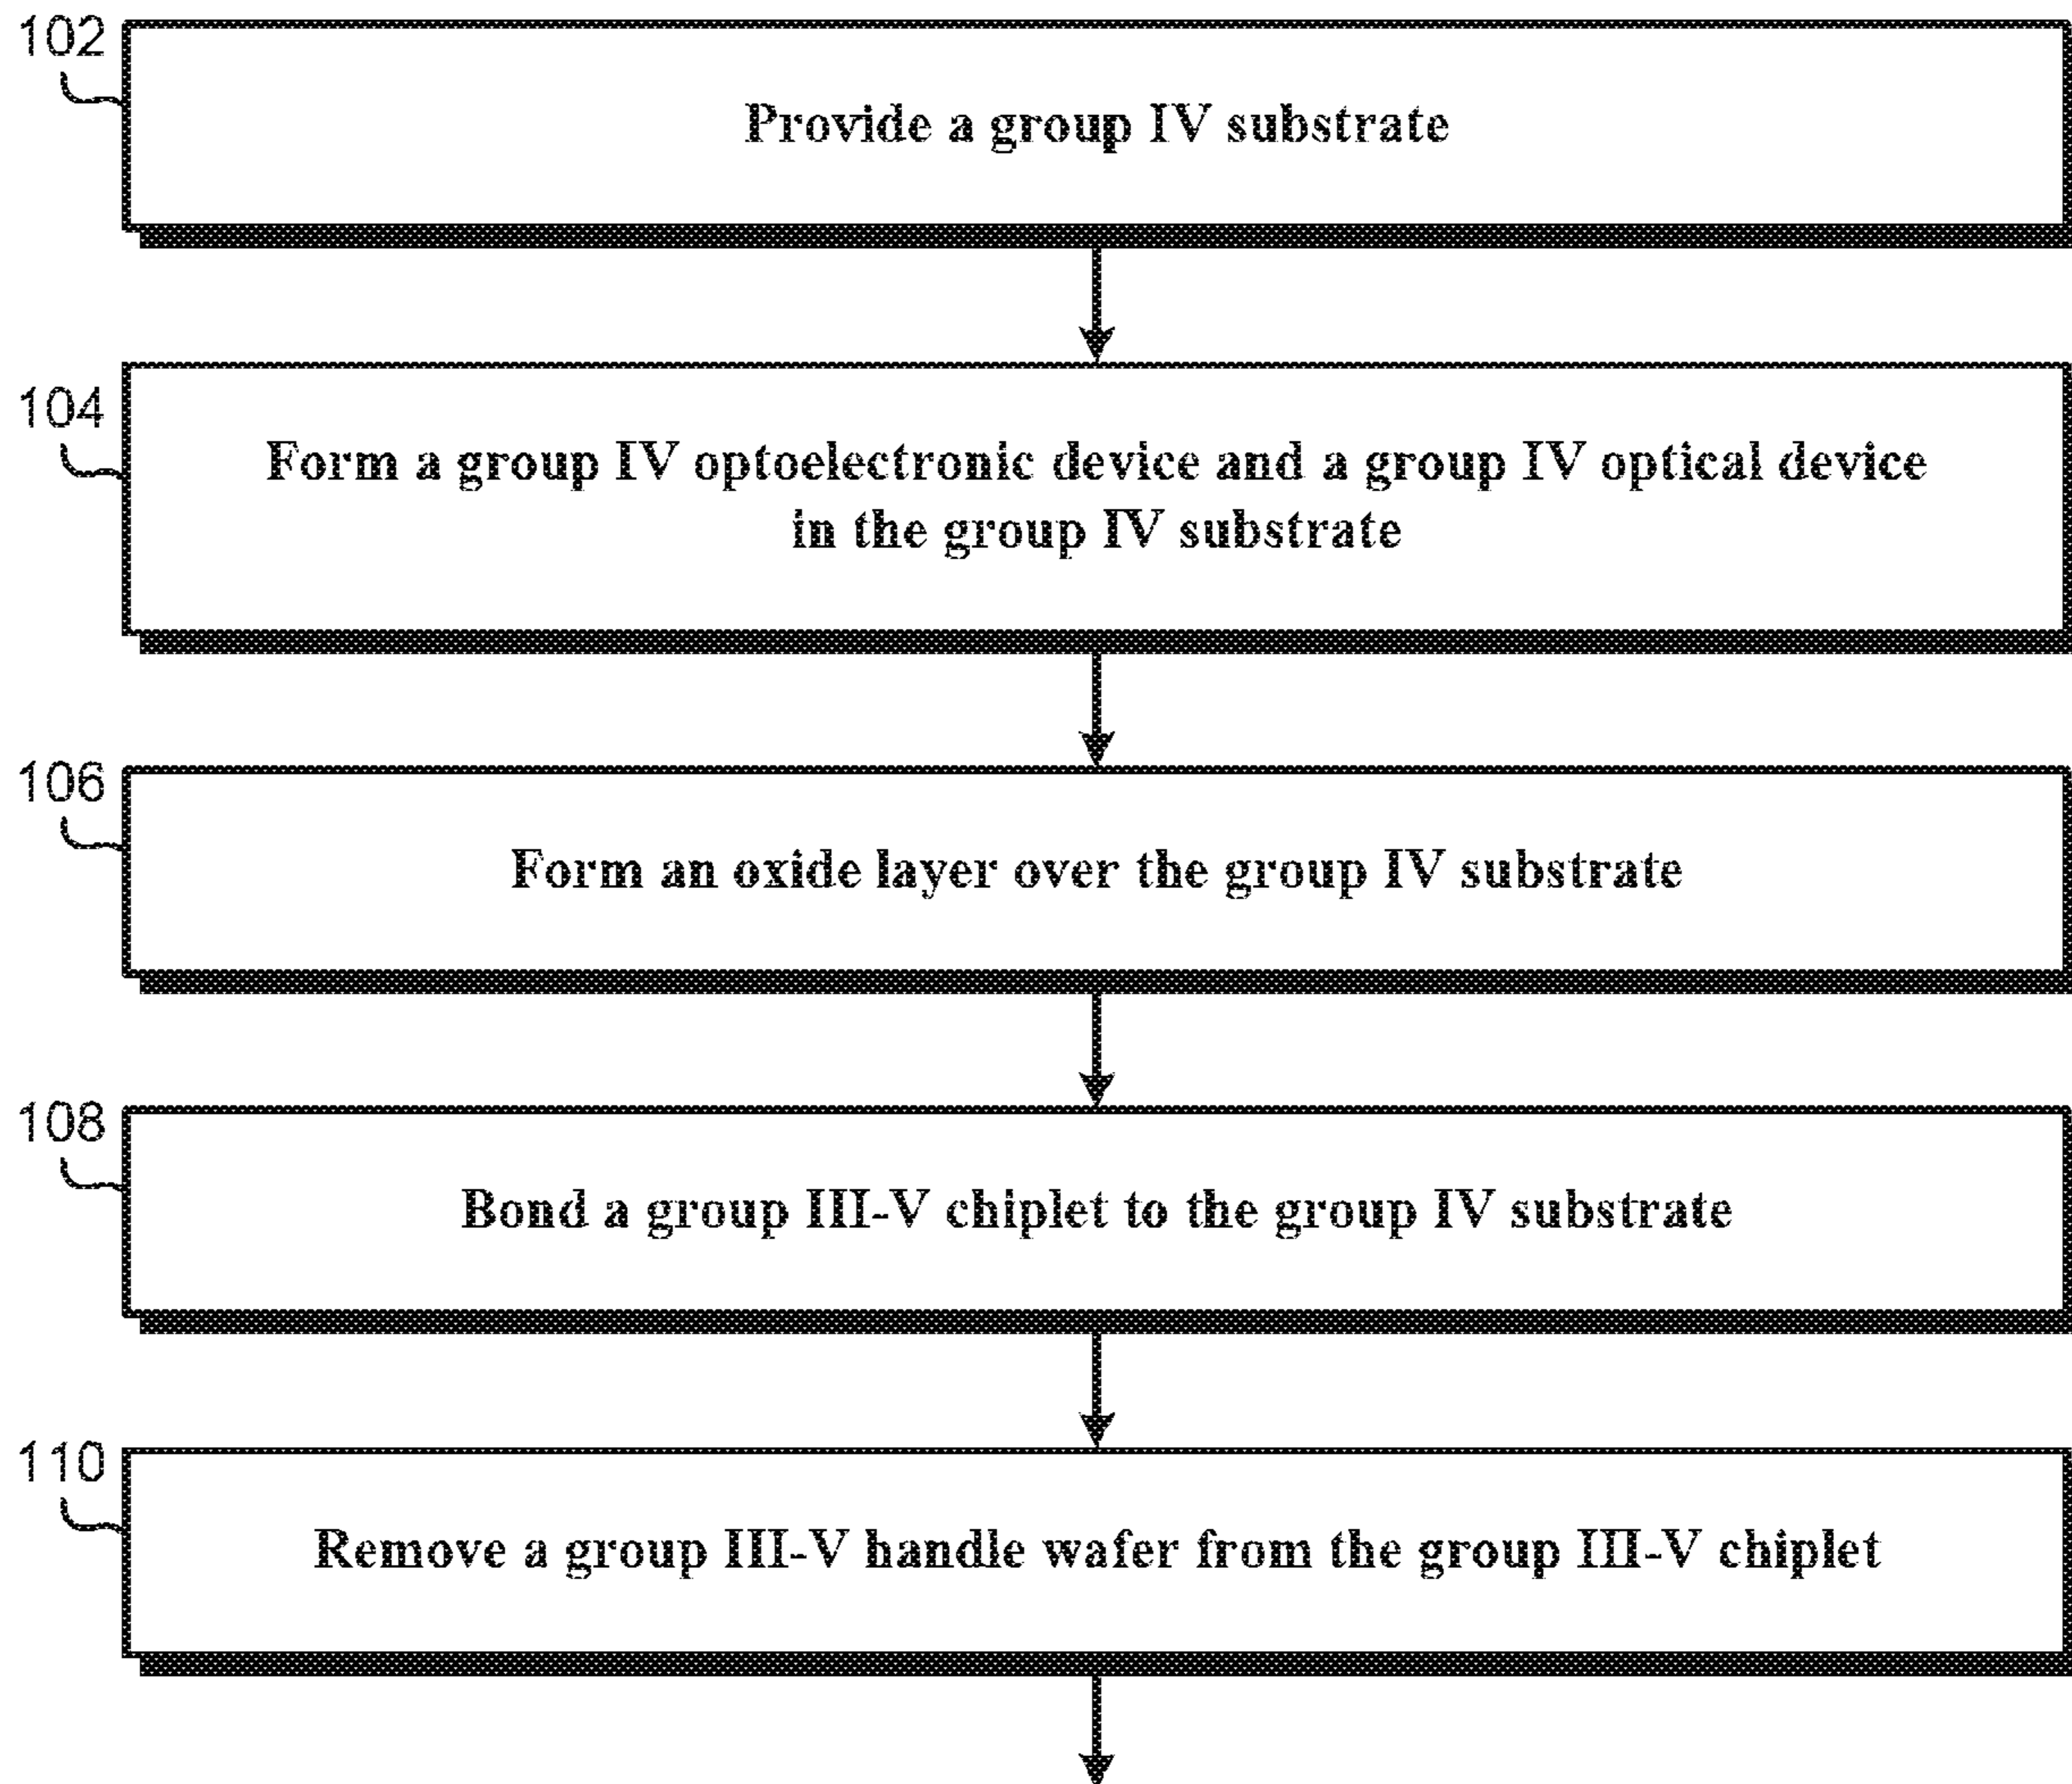 102
Provide a group IV substrate
104
Form a group IV optoelectronic device and a group IV optical device
in the group IV substrate
106
Form an oxide layer over the group IV substrate
108
Bond a group III-V chiplet to the group IV substrate
110
Remove a group III-V handle wafer from the group III-V chiplet